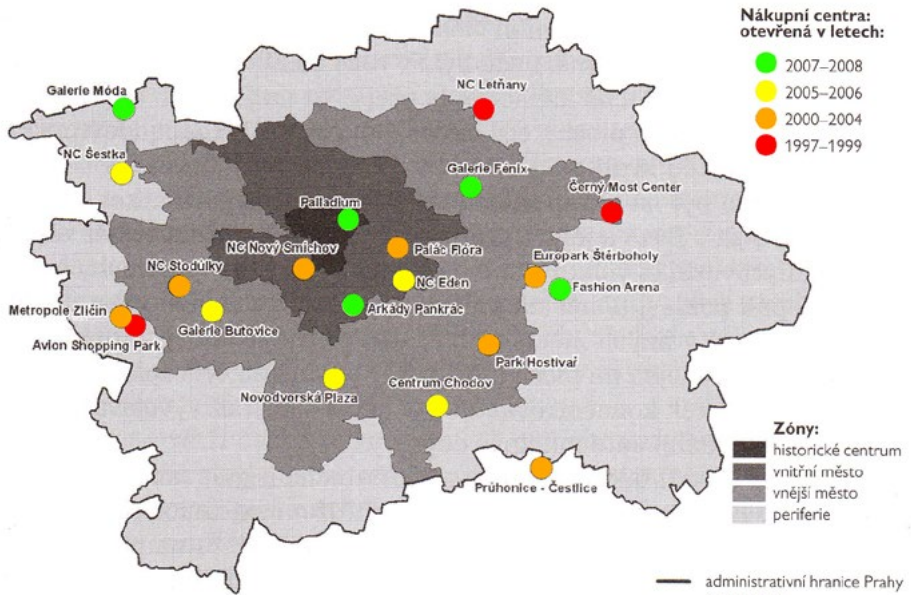 Nákupní centra:
otevřená v letech:
2007–2008
2005–2006
2000–2004
1997–1999
Galerie Móda
NC Letňany
NC Šestka
Galerie Fénix
Černý Most Center
Palladium
NC Nový Smíchov
Palác Flóra
NC Stodůlky
Europark Štěrboholy
NC Eden
Fashion Arena
Metropole Zličín
Arkády Pankrác
Galerie Butovice
Avion Shopping Park
Park Hostivař
Novodvorská Plaza
Centrum Chodov
Průhonice - Čestlice
Zóny:
historické centrum
vnitřní město
vnější město
periferie
administrativní hranice Prahy